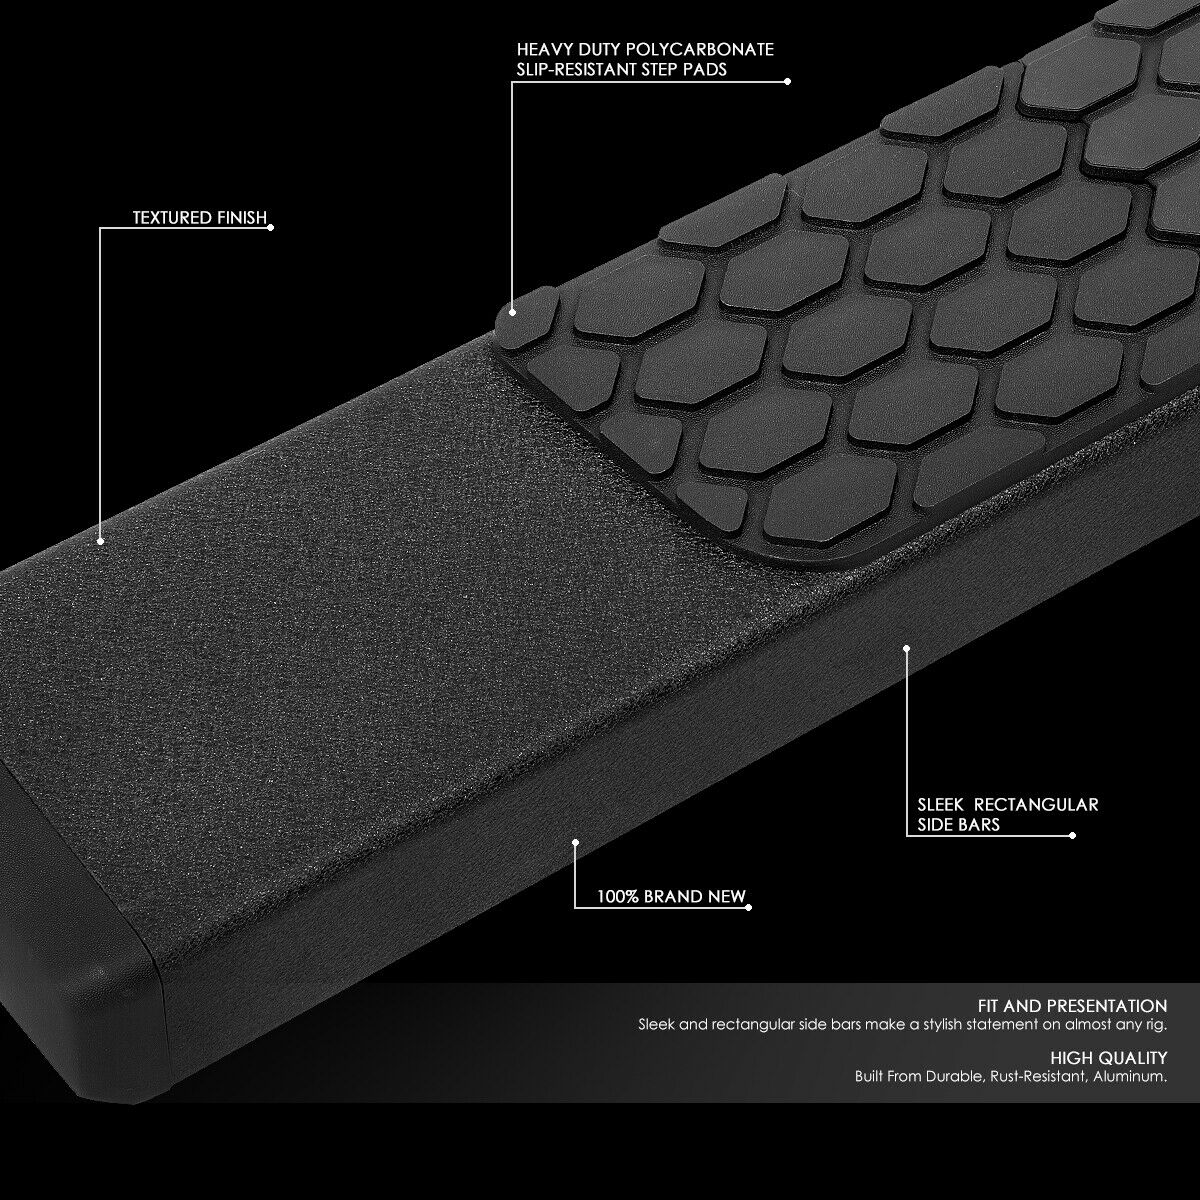 HEAVY DUTY POLYCARBONATE
SLIP-RESISTANT STEP PADS
TEXTURED FINISH
SLEEK RECTANGULAR
SIDE BARS
100% BRAND NEW
FIT AND PRESENTATION
Sleek and rectangular side bars make a stylish statement on almost any rig.
HIGH QUALITY
Built From Durable, Rust-Resistant, Aluminum.